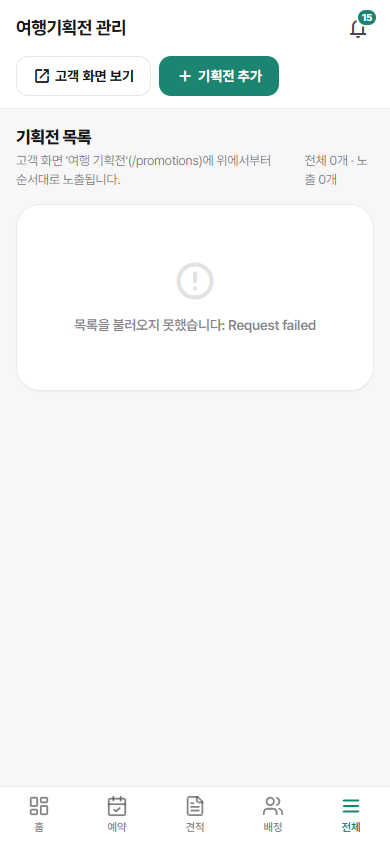 여행기획전 관리
15
고객 화면 보기
기획전 추가
기획전 목록
고객 화면 '여행 기획전'(/promotions)에 위에서부터
순서대로 노출됩니다.
전체 0개 · 노
출 0개
목록을 불러오지 못했습니다: Request failed
홈
예약
견적
배정
전체